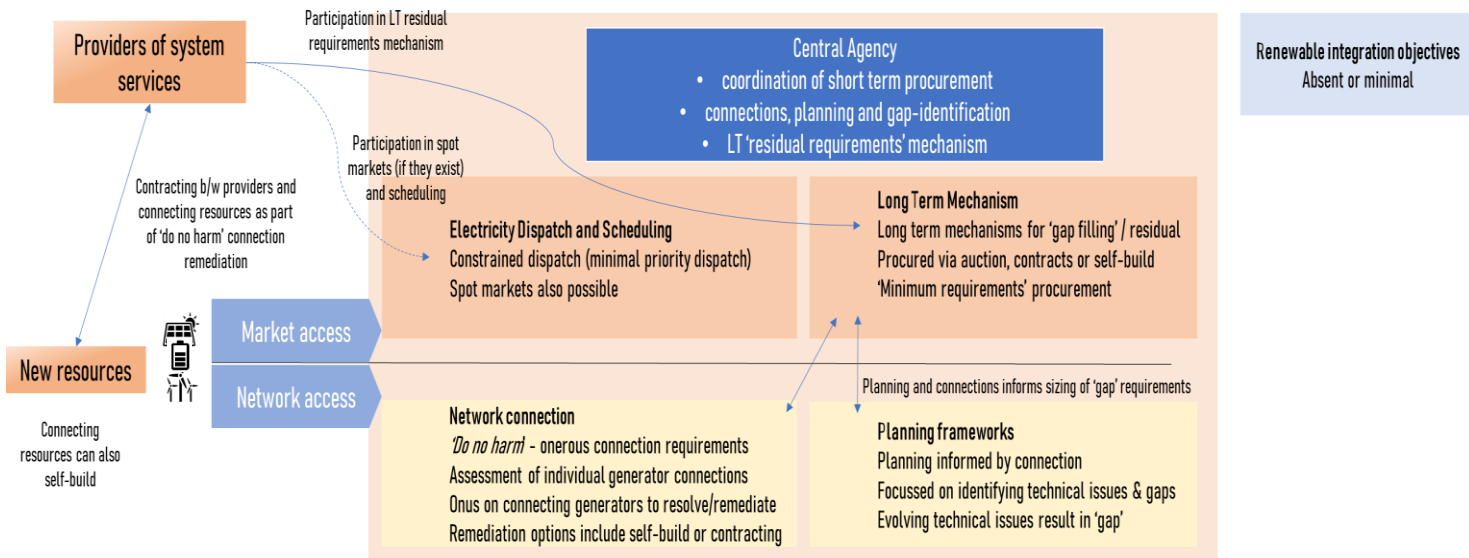 Providers of system
services
Participation in LT residual
requirements mechanism
Central Agency
• coordination of short term procurement
• connections, planning and gap-identification
• LT 'residual requirements' mechanism
Renewable integration objectives
Absent or minimal
Participation in spot
markets (if they exist)
and scheduling
Contracting b/w providers and
connecting resources as part
of 'do no harm' connection
remediation
Electricity Dispatch and Scheduling
Constrained dispatch (minimal priority dispatch)
Spot markets also possible
Long Term Mechanism
Long term mechanisms for 'gap filling' / residual
Procured via auction, contracts or self-build
'Minimum requirements' procurement
Market access
New resources
Network access
Planning and connections informs sizing of 'gap' requirements
Connecting
resources can also
self-build
Network connection
'Do no harm' - onerous connection requirements
Assessment of individual generator connections
Onus on connecting generators to resolve/remediate
Remediation options include self-build or contracting
Planning frameworks
Planning informed by connection
Focussed on identifying technical issues & gaps
Evolving technical issues result in 'gap'